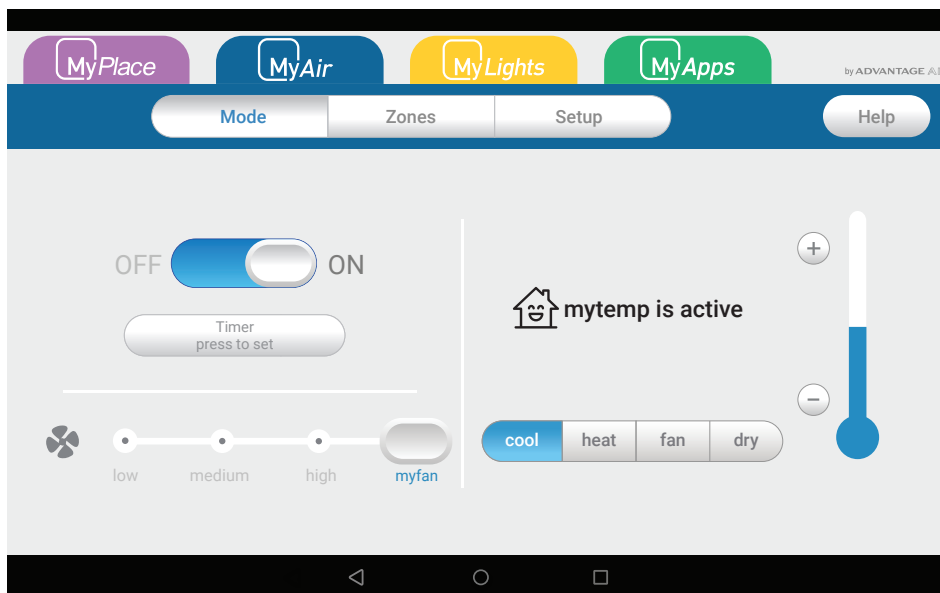 MyPlace
MyAir
MyLights
MyApps
by ADVANTAGE
Mode
Zones
Setup
Help
OFF
ON
Timer
press to set
mytemp is active
+
−
cool
heat
fan
dry
low
medium
high
myfan